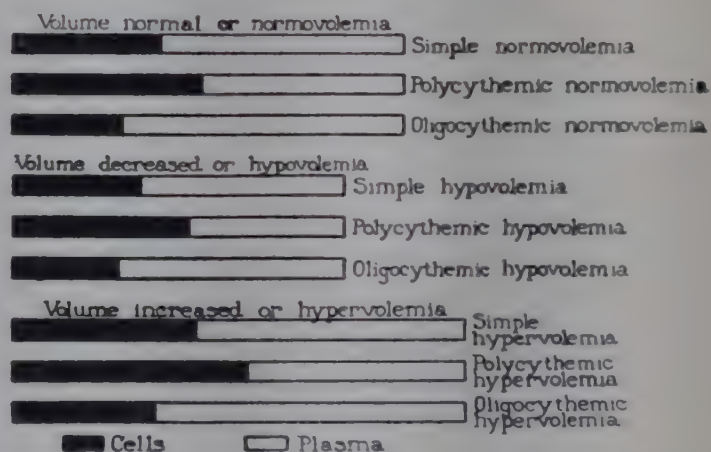 Volume normal or normovolemia
Simple normovolemia
Polycythemic normovolemia
Oligocythemic normovolemia
Volume decreased or hypovolemia
Simple hypovolemia
Polycythemic hypovolemia
Oligocythemic hypovolemia
Volume increased or hypervolemia
Simple
hypervolemia
Polycythemic
hypervolemia
Oligocythemic
hypervolemia
Cells Plasma